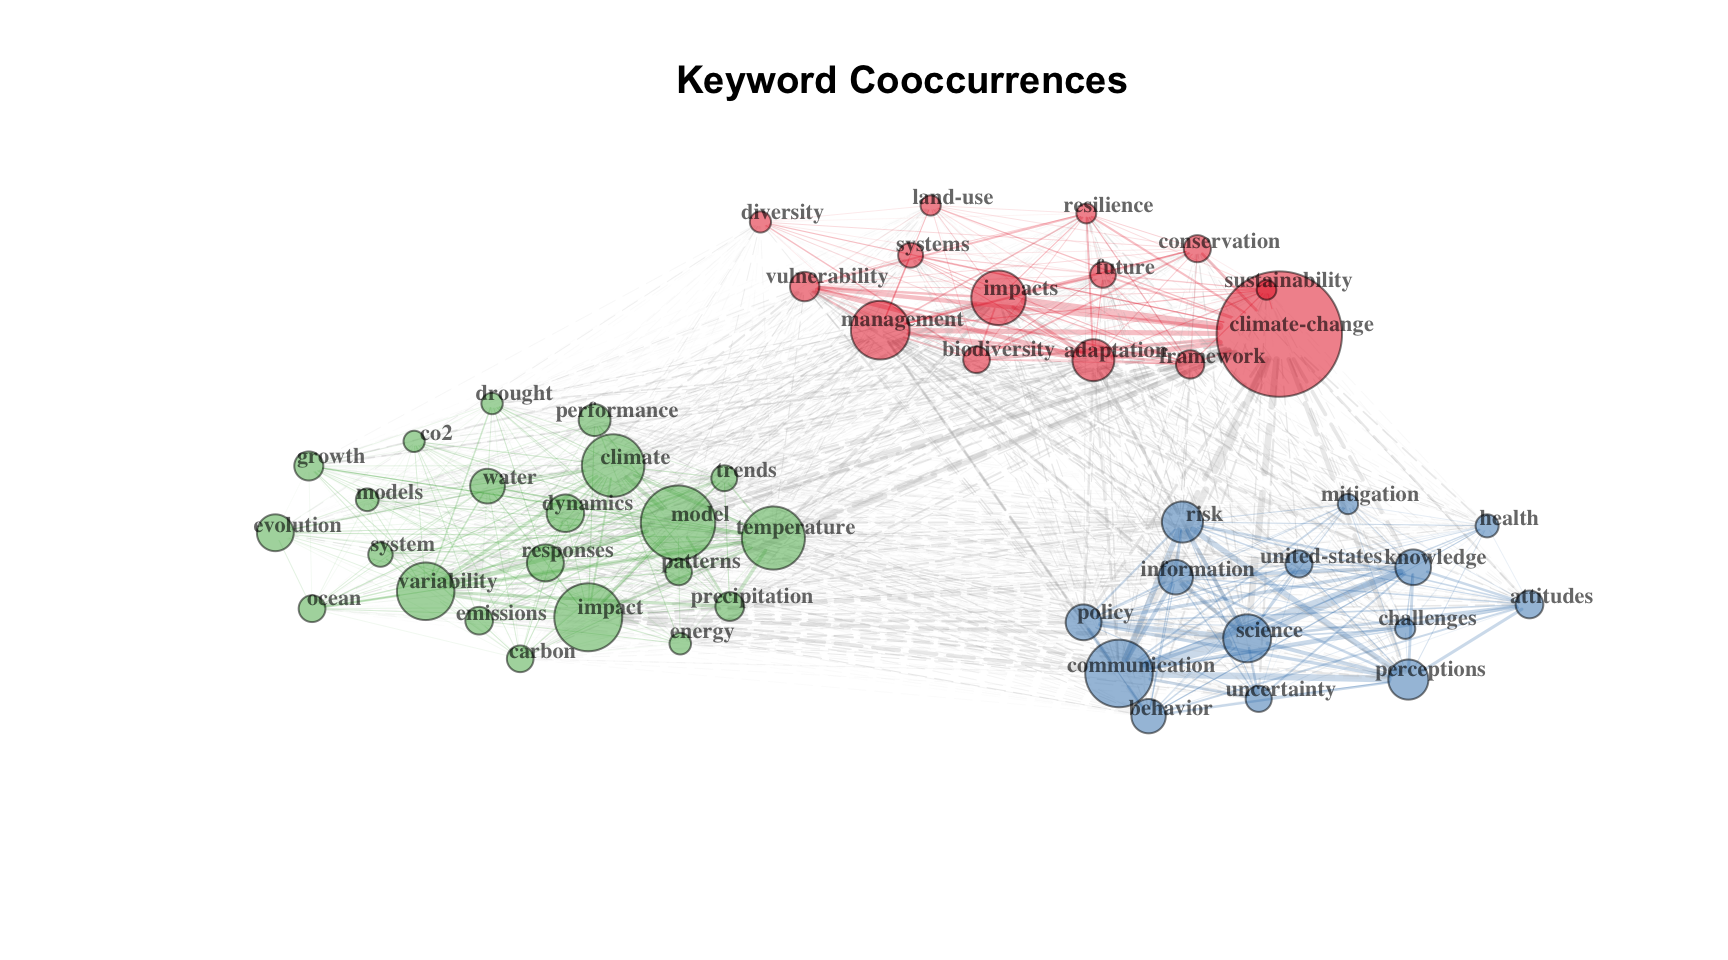 Keyword Cooccurrences
land-use
diversity
resilience
systems
conservation
vulnerability
future
impacts
sustainability
management
climate-change
biodiversity
adaptation
framework
drought
performance
co2
growth
climate
water
trends
models
dynamics
model
evolution
temperature
system
responses
patterns
variability
ocean
emissions
impact
precipitation
energy
carbon
mitigation
risk
health
united-states
knowledge
information
attitudes
policy
challenges
science
communication
perceptions
uncertainty
behavior